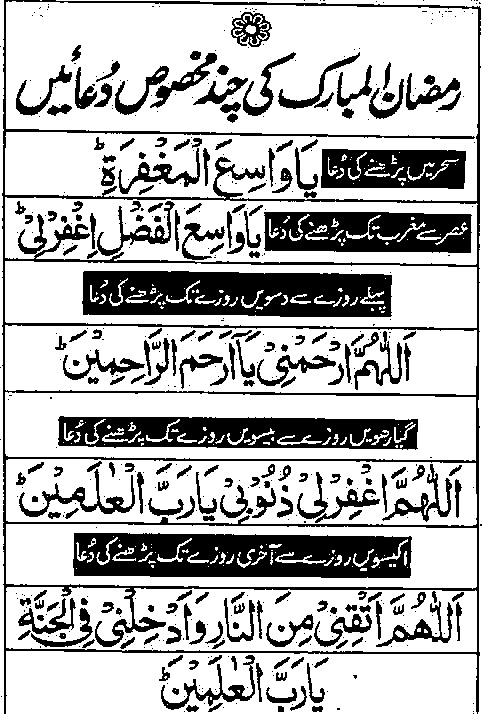 رمضان المبارک کی چند مخصوص دُعائیں
سحر میں پڑھنے کی دُعا يَا وَاسِعَ الْمَغْفِرَةِ ؕ
عصر سے مغرب تک پڑھنے کی دُعا يَا وَاسِعَ الْفَضْلِ اِغْفِرْلِیْ ؕ
پہلے روزے سے دسویں روزے تک پڑھنے کی دُعا
اَللّٰهُمَّ ارْحَمْنِیْ يَآ اَرْحَمَ الرَّاحِمِيْنَ ؕ
گیارھویں روزے سے بیسویں روزے تک پڑھنے کی دُعا
اَللّٰهُمَّ اغْفِرْلِیْ ذُنُوْبِیْ يَارَبَّ الْعٰلَمِيْنَ ؕ
اکیسویں روزے سے آخری روزے تک پڑھنے کی دُعا
اَللّٰهُمَّ اَتْقِنِیْ مِنَ النَّارِ وَاَدْخِلْنِیْ فِی الْجَنَّةِ
يَارَبَّ الْعٰلَمِيْنَ ؕ